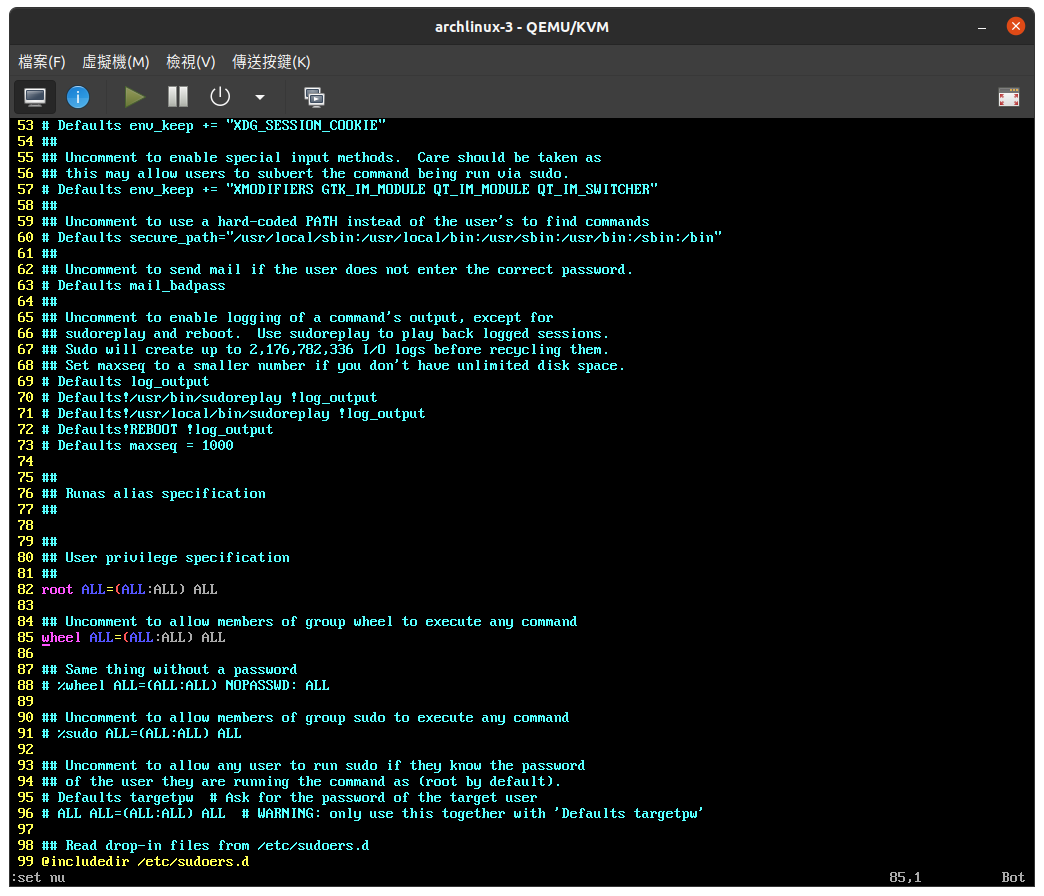 archlinux-3 - QEMU/KVM
檔案(F) 虛擬機(M) 檢視(V) 傳送按鍵(K)
53 # Defaults env_keep += "XDG_SESSION_COOKIE"
54 ##
55 ## Uncomment to enable special input methods.  Care should be taken as
56 ## this may allow users to subvert the command being run via sudo.
57 # Defaults env_keep += "XMODIFIERS GTK_IM_MODULE QT_IM_MODULE QT_IM_SWITCHER"
58 ##
59 ## Uncomment to use a hard-coded PATH instead of the user's to find commands
60 # Defaults secure_path="/usr/local/sbin:/usr/local/bin:/usr/sbin:/usr/bin:/sbin:/bin"
61 ##
62 ## Uncomment to send mail if the user does not enter the correct password.
63 # Defaults mail_badpass
64 ##
65 ## Uncomment to enable logging of a command's output, except for
66 ## sudoreplay and reboot.  Use sudoreplay to play back logged sessions.
67 ## Sudo will create up to 2,176,782,336 I/O logs before recycling them.
68 ## Set maxseq to a smaller number if you don't have unlimited disk space.
69 # Defaults log_output
70 # Defaults!/usr/bin/sudoreplay !log_output
71 # Defaults!/usr/local/bin/sudoreplay !log_output
72 # Defaults!REBOOT !log_output
73 # Defaults maxseq = 1000
74
75 ##
76 ## Runas alias specification
77 ##
78
79 ##
80 ## User privilege specification
81 ##
82 root ALL=(ALL:ALL) ALL
83
84 ## Uncomment to allow members of group wheel to execute any command
85 wheel ALL=(ALL:ALL) ALL
86
87 ## Same thing without a password
88 # %wheel ALL=(ALL:ALL) NOPASSWD: ALL
89
90 ## Uncomment to allow members of group sudo to execute any command
91 # %sudo ALL=(ALL:ALL) ALL
92
93 ## Uncomment to allow any user to run sudo if they know the password
94 ## of the user they are running the command as (root by default).
95 # Defaults targetpw  # Ask for the password of the target user
96 # ALL ALL=(ALL:ALL) ALL  # WARNING: only use this together with 'Defaults targetpw'
97
98 ## Read drop-in files from /etc/sudoers.d
99 @includedir /etc/sudoers.d
:set nu 85,1 Bot